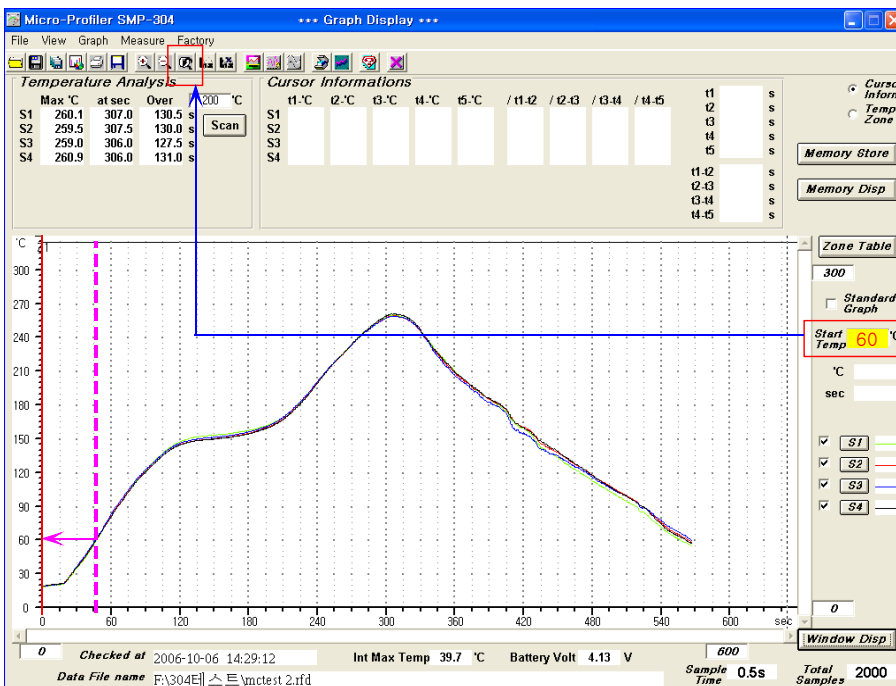 Micro-Profiler SMP-304 *** Graph Display ***
File View Graph Measure Factory
Temperature Analysis
Max 'C at sec Over 200 'C
S1 260.1 307.0 130.5 s
S2 259.5 307.5 130.0 s
S3 259.0 306.0 127.5 s
S4 260.9 306.0 131.0 s
Scan
Cursor Informations
t1-'C t2-'C t3-'C t4-'C t5-'C / t1-t2 / t2-t3 / t3-t4 / t4-t5
S1
S2
S3
S4
t1 s
t2 s
t3 s
t4 s
t5 s
t1-t2 s
t2-t3 s
t3-t4 s
t4-t5 s
Memory Store
Memory Disp
'C
300
270
240
210
180
150
120
90
60
30
0
0 60 120 180 240 300 360 420 480 540 600 sec
Zone Table
300
Standard
Graph
Start
Temp 60
'C
sec
S1
S2
S3
S4
0
Window Disp
0 600
Checked at 2006-10-06 14:29:12 Int Max Temp 39.7 'C Battery Volt 4.13 V
Sample
Time 0.5s
Total
Samples 2000
Data File name F:\304테스트\mctest 2.rfd